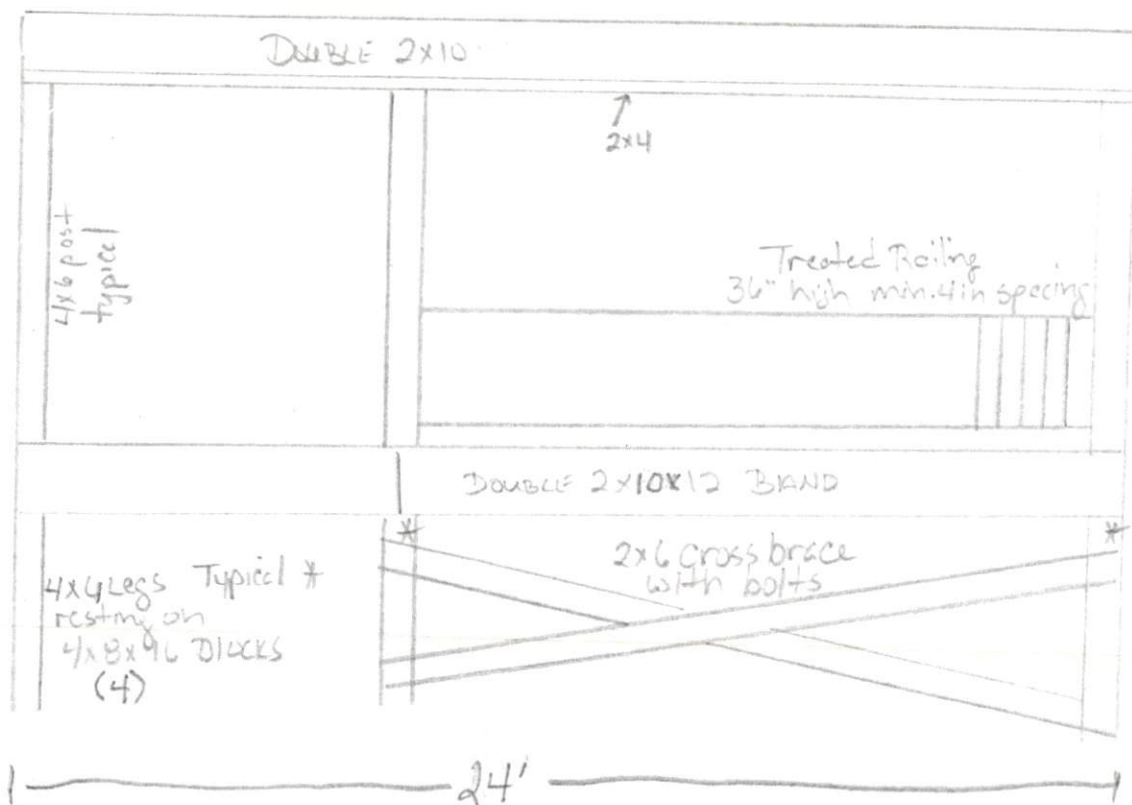 DOUBLE 2x10
2x4
4x6 post
typical
Treated Railing
36" high min. 4in spacing
DOUBLE 2x10x12 BAND
* *
2x6 cross brace
with bolts
4x4 Legs Typical *
resting on
4x8x16 Blocks
(4)
24'